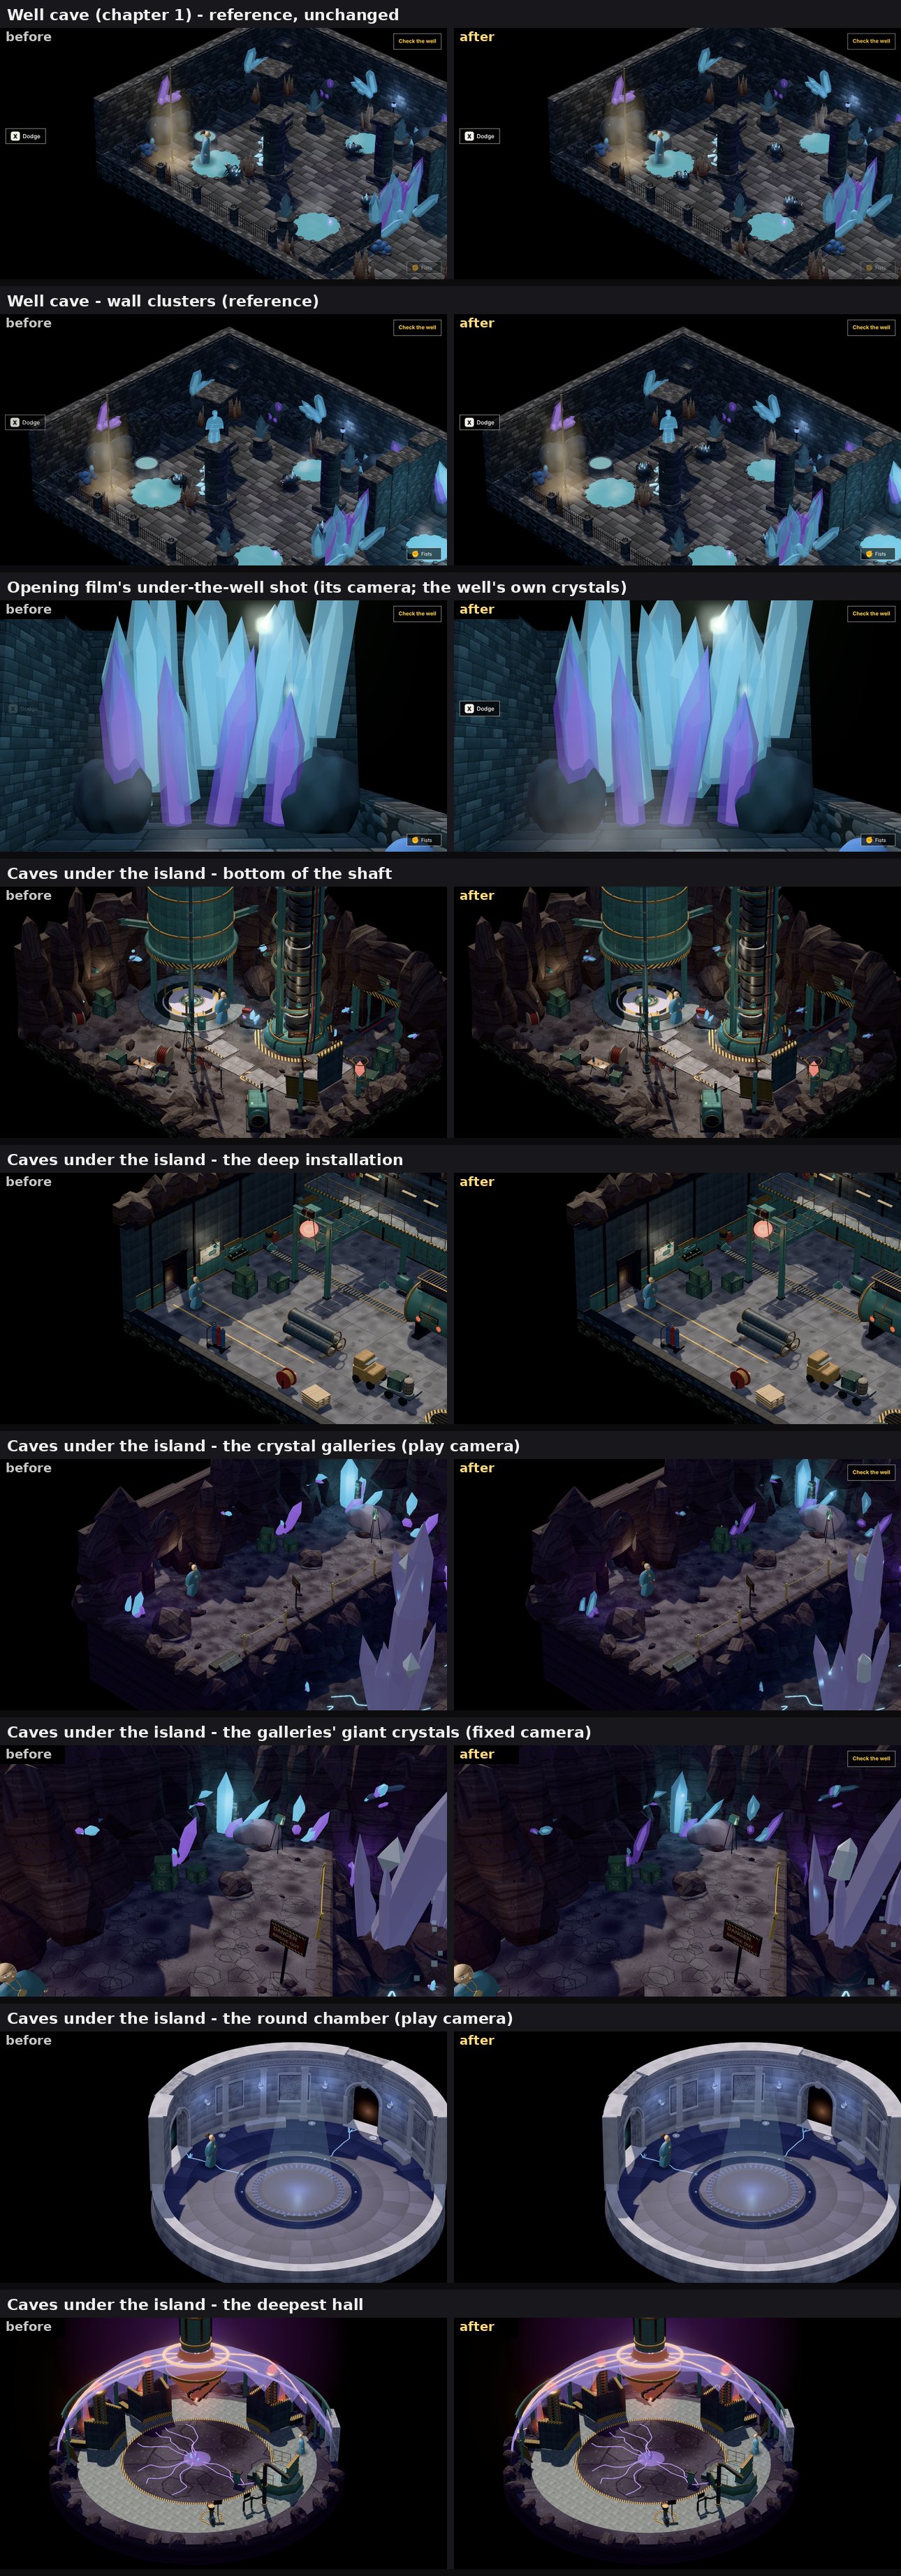 Well cave (chapter 1) - reference, unchanged
before
after
Check the well
Check the well
X Dodge
X Dodge
Fists
Fists
Well cave - wall clusters (reference)
before
after
Check the well
Check the well
X Dodge
X Dodge
Fists
Fists
Opening film's under-the-well shot (its camera; the well's own crystals)
before
after
Check the well
Check the well
X Dodge
X Dodge
Fists
Fists
Caves under the island - bottom of the shaft
before
after
Caves under the island - the deep installation
before
after
Caves under the island - the crystal galleries (play camera)
before
after
Check the well
Caves under the island - the galleries' giant crystals (fixed camera)
before
after
Check the well
DANGER
DANGER
Caves under the island - the round chamber (play camera)
before
after
Caves under the island - the deepest hall
before
after